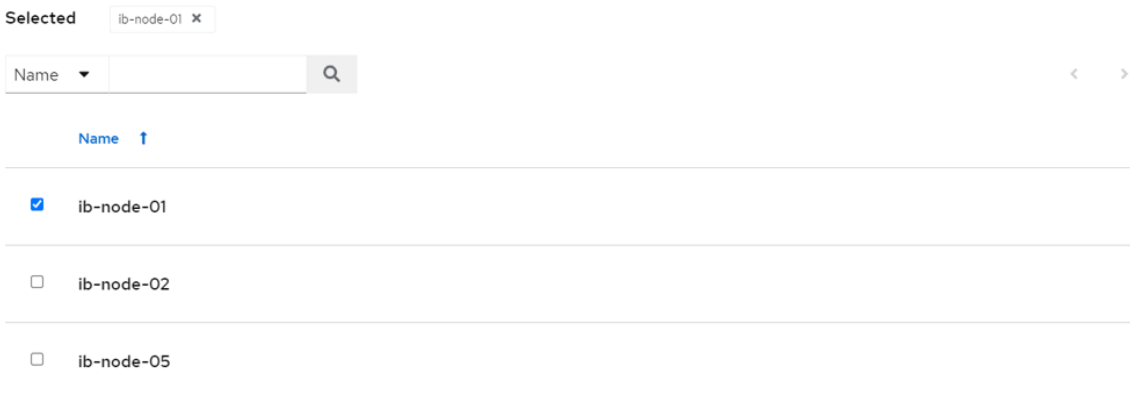 Selected ib-node-01 ×
Name
Name ↑
ib-node-01
ib-node-02
ib-node-05